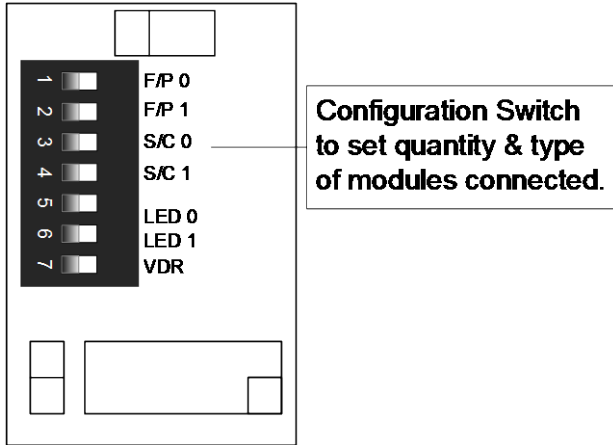 1 F/P 0
2 F/P 1
3 S/C 0
4 S/C 1
5
6 LED 0
LED 1
7 VDR
Configuration Switch
to set quantity & type
of modules connected.